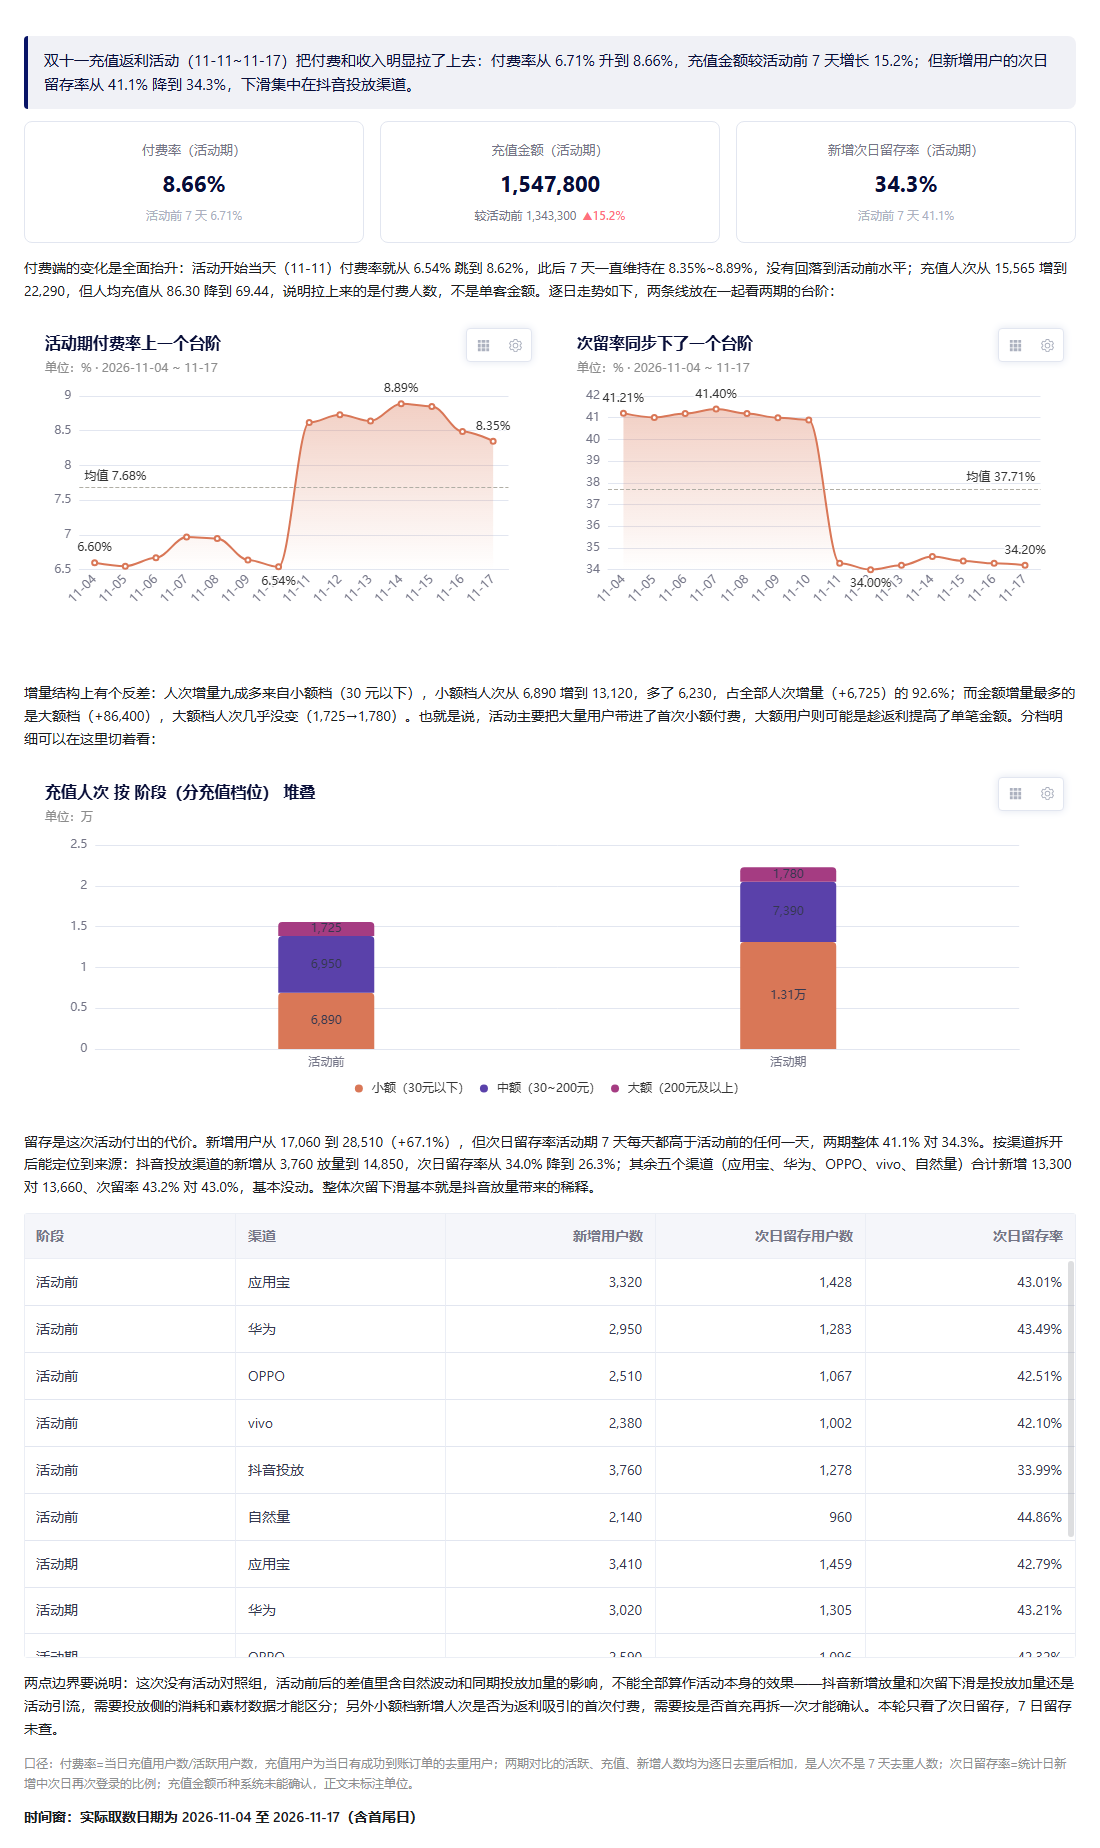 双十一充值返利活动（11-11~11-17）把付费和收入明显拉了上去：付费率从 6.71% 升到 8.66%，充值金额较活动前 7 天增长 15.2%；但新增用户的次日
留存率从 41.1% 降到 34.3%，下滑集中在抖音投放渠道。
付费率（活动期）
8.66%
活动前 7 天 6.71%
充值金额（活动期）
1,547,800
较活动前 1,343,300 ▲15.2%
新增次日留存率（活动期）
34.3%
活动前 7 天 41.1%
付费端的变化是全面抬升：活动开始当天（11-11）付费率就从 6.54% 跳到 8.62%，此后 7 天一直维持在 8.35%~8.89%，没有回落到活动前水平；充值人次从 15,565 增到
22,290，但人均充值从 86.30 降到 69.44，说明拉上来的是付费人数，不是单客金额。逐日走势如下，两条线放在一起看两期的台阶：
活动期付费率上一个台阶
单位：% · 2026-11-04 ~ 11-17
9
8.5
8
7.5
7
6.5
8.89%
8.35%
均值 7.68%
6.60%
6.54%
11-04
11-05
11-06
11-07
11-08
11-09
11-11
11-12
11-13
11-14
11-15
11-16
11-17
次留率同步下了一个台阶
单位：% · 2026-11-04 ~ 11-17
42
41
40
39
38
37
36
35
34
41.21%
41.40%
均值 37.71%
34.20%
34.00%
11-04
11-05
11-06
11-07
11-08
11-09
11-10
11-11
11-12
11-13
11-14
11-15
11-16
11-17
增量结构上有个反差：人次增量九成多来自小额档（30 元以下），小额档人次从 6,890 增到 13,120，多了 6,230，占全部人次增量（+6,725）的 92.6%；而金额增量最多的
是大额档（+86,400），大额档人次几乎没变（1,725→1,780）。也就是说，活动主要把大量用户带进了首次小额付费，大额用户则可能是趁返利提高了单笔金额。分档明
细可以在这里切着看：
充值人次 按 阶段（分充值档位） 堆叠
单位：万
2.5
2
1.5
1
0.5
0
1,725
6,950
6,890
1,780
7,390
1.31万
活动前
活动期
小额（30元以下）
中额（30~200元）
大额（200元及以上）
留存是这次活动付出的代价。新增用户从 17,060 到 28,510（+67.1%），但次日留存率活动期 7 天每天都高于活动前的任何一天，两期整体 41.1% 对 34.3%。按渠道拆开
后能定位到来源：抖音投放渠道的新增从 3,760 放量到 14,850，次日留存率从 34.0% 降到 26.3%；其余五个渠道（应用宝、华为、OPPO、vivo、自然量）合计新增 13,300
对 13,660、次留率 43.2% 对 43.0%，基本没动。整体次留下滑基本就是抖音放量带来的稀释。
阶段 渠道 新增用户数 次日留存用户数 次日留存率
活动前 应用宝 3,320 1,428 43.01%
活动前 华为 2,950 1,283 43.49%
活动前 OPPO 2,510 1,067 42.51%
活动前 vivo 2,380 1,002 42.10%
活动前 抖音投放 3,760 1,278 33.99%
活动前 自然量 2,140 960 44.86%
活动期 应用宝 3,410 1,459 42.79%
活动期 华为 3,020 1,305 43.21%
活动期 OPPO 2,590 1,096 42.32%
两点边界要说明：这次没有活动对照组，活动前后的差值里含自然波动和同期投放加量的影响，不能全部算作活动本身的效果——抖音新增放量和次留下滑是投放加量还是
活动引流，需要投放侧的消耗和素材数据才能区分；另外小额档新增人次是否为返利吸引的首次付费，需要按是否首充再拆一次才能确认。本轮只看了次日留存，7 日留存
未查。
口径：付费率=当日充值用户数/活跃用户数，充值用户为当日有成功到账订单的去重用户；两期对比的活跃、充值、新增人数均为逐日去重后相加，是人次不是 7 天去重人数；次日留存率=统计日新
增中次日再次登录的比例；充值金额币种系统未能确认，正文未标注单位。
时间窗：实际取数日期为 2026-11-04 至 2026-11-17（含首尾日）